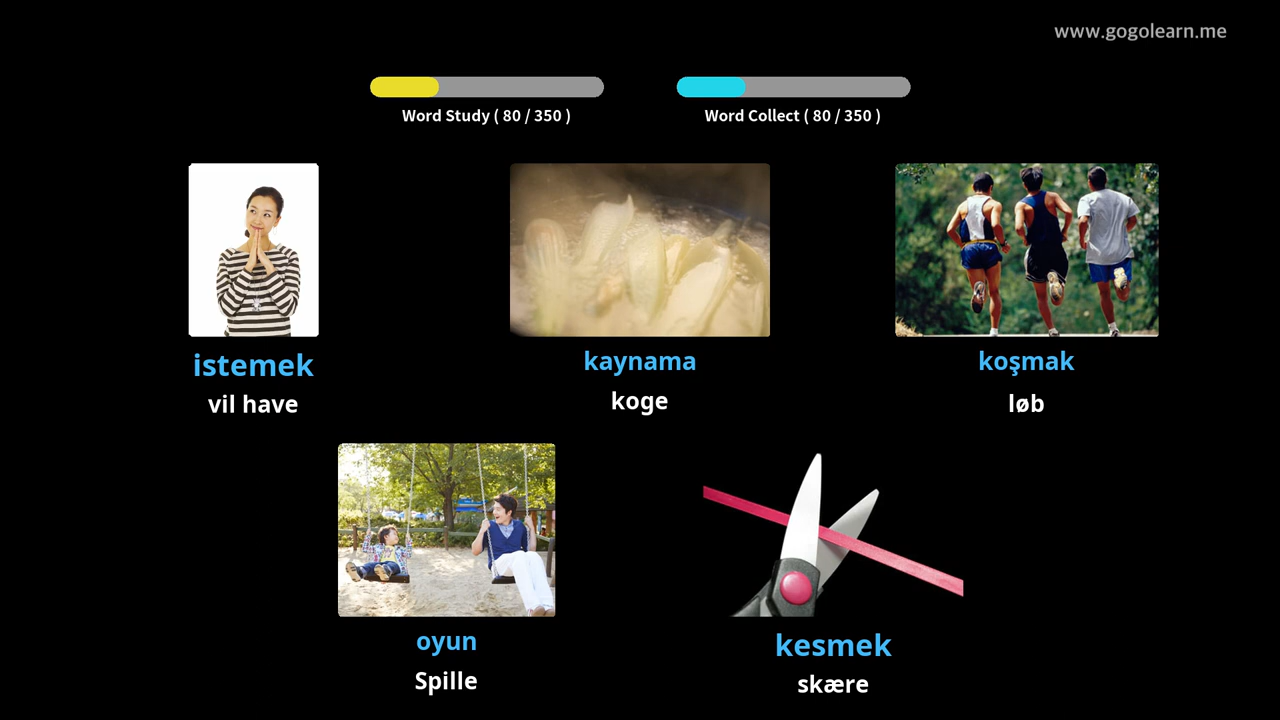 www.gogolearn.me
Word Study ( 80 / 350 )
Word Collect ( 80 / 350 )
istemek
vil have
kaynama
koge
koşmak
løb
oyun
Spille
kesmek
skære